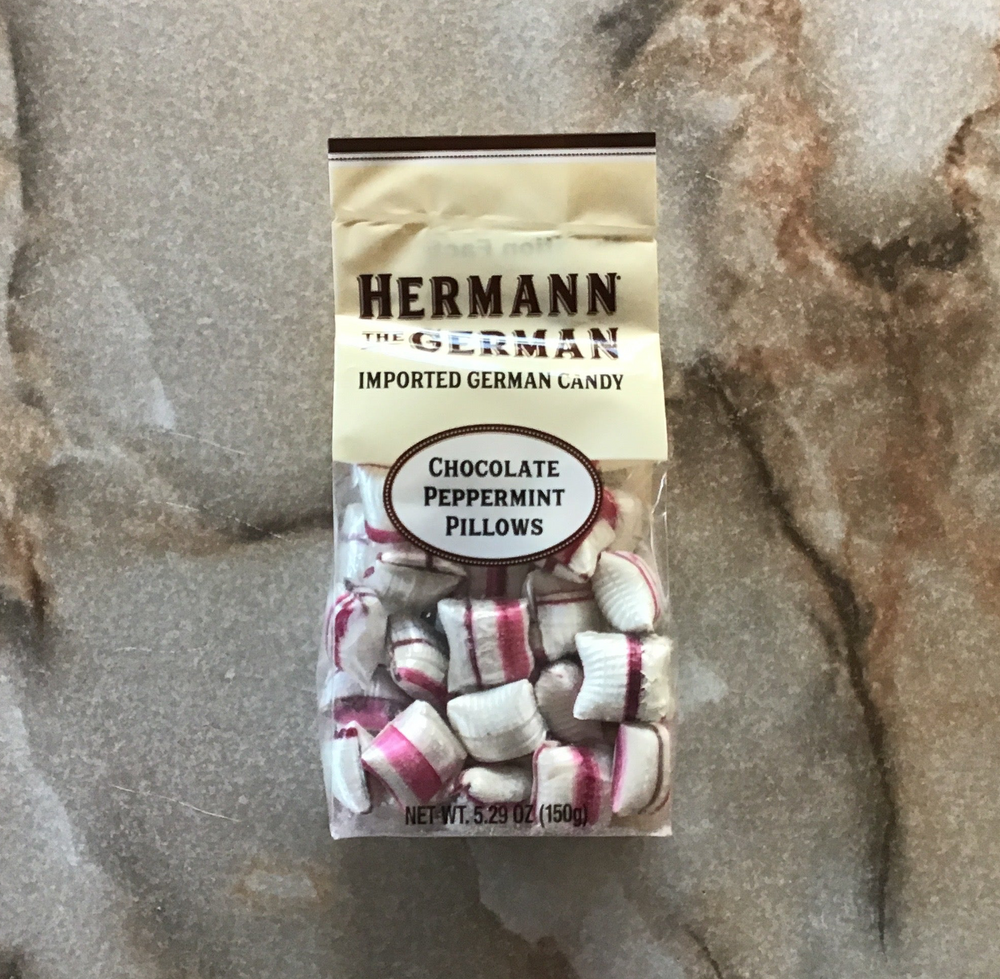 HERMANN
THE GERMAN
IMPORTED GERMAN CANDY
CHOCOLATE
PEPPERMINT
PILLOWS
NET WT. 5.29 OZ (150g)